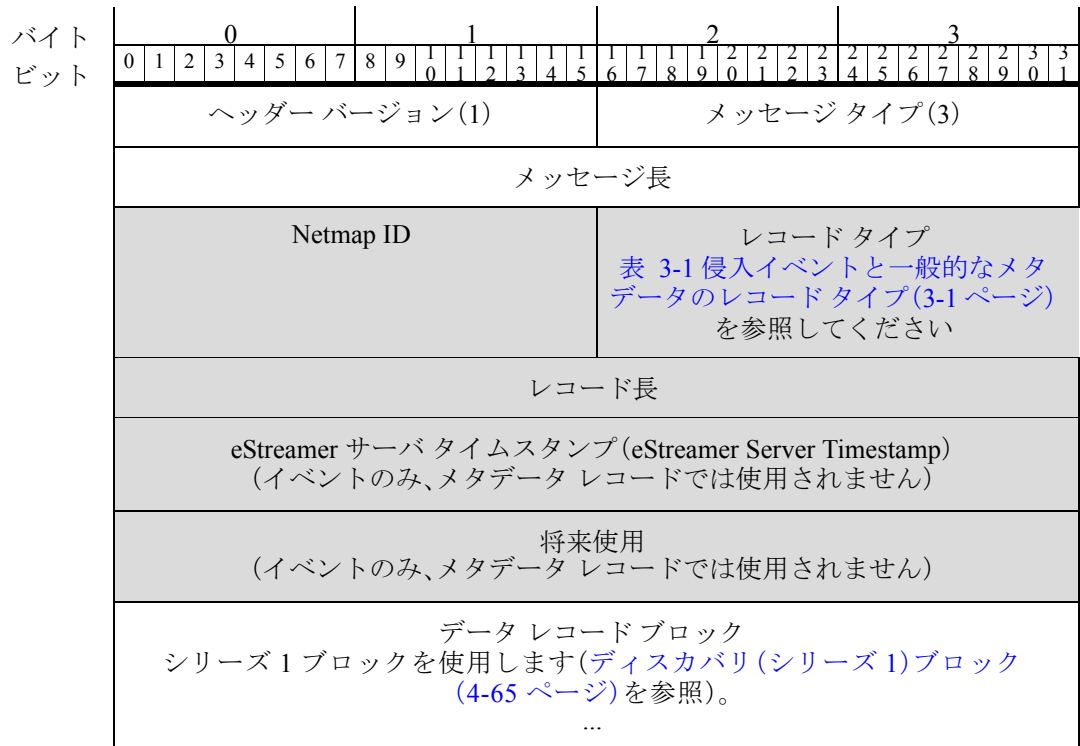 バイト 0 1 2 3
ビット 0 1 2 3 4 5 6 7 8 9 10 11 12 13 14 15 16 17 18 19 20 21 22 23 24 25 26 27 28 29 30 31
ヘッダー バージョン(1) メッセージ タイプ(3)
メッセージ長
Netmap ID
レコード タイプ
表 3-1 侵入イベントと一般的なメタ
データのレコード タイプ(3-1 ページ)
を参照してください
レコード長
eStreamer サーバ タイムスタンプ(eStreamer Server Timestamp)
(イベントのみ、メタデータ レコードでは使用されません)
将来使用
(イベントのみ、メタデータ レコードでは使用されません)
データ レコード ブロック
シリーズ 1 ブロックを使用します(ディスカバリ(シリーズ 1)ブロック
(4-65 ページ)を参照)。
...